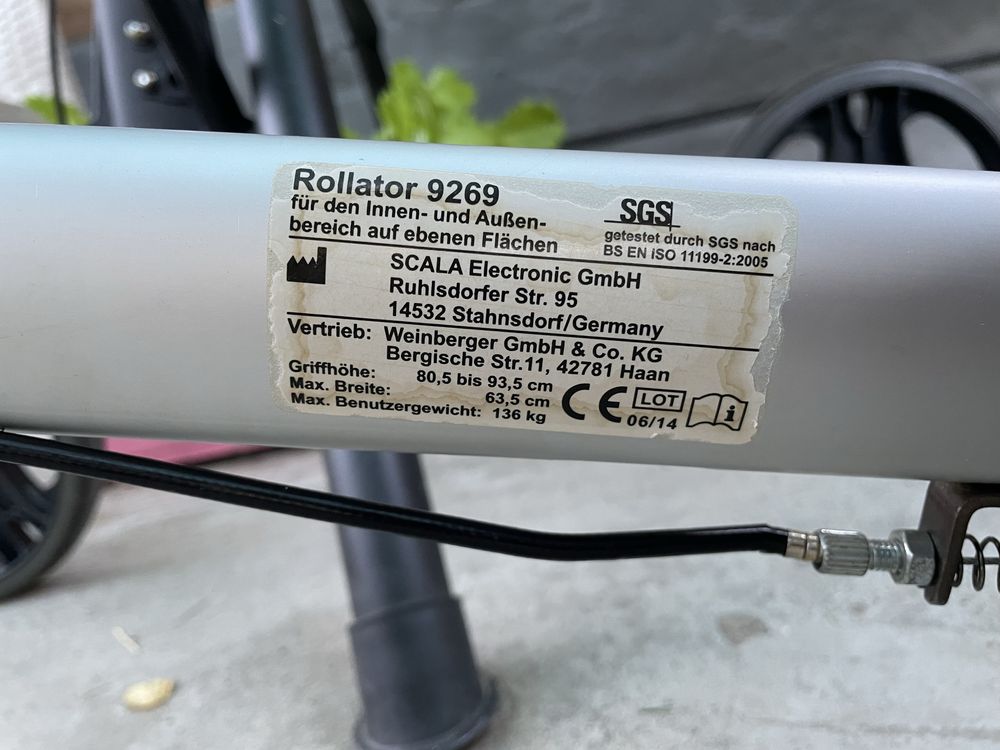 Rollator 9269
für den Innen- und Außen-
bereich auf ebenen Flächen
SGS
getestet durch SGS nach
BS EN ISO 11199-2:2005
SCALA Electronic GmbH
Ruhlsdorfer Str. 95
14532 Stahnsdorf/Germany
Vertrieb: Weinberger GmbH & Co. KG
Bergische Str.11, 42781 Haan
Griffhöhe: 80,5 bis 93,5 cm
Max. Breite: 63,5 cm
Max. Benutzergewicht: 136 kg
CE
LOT
06/14
i